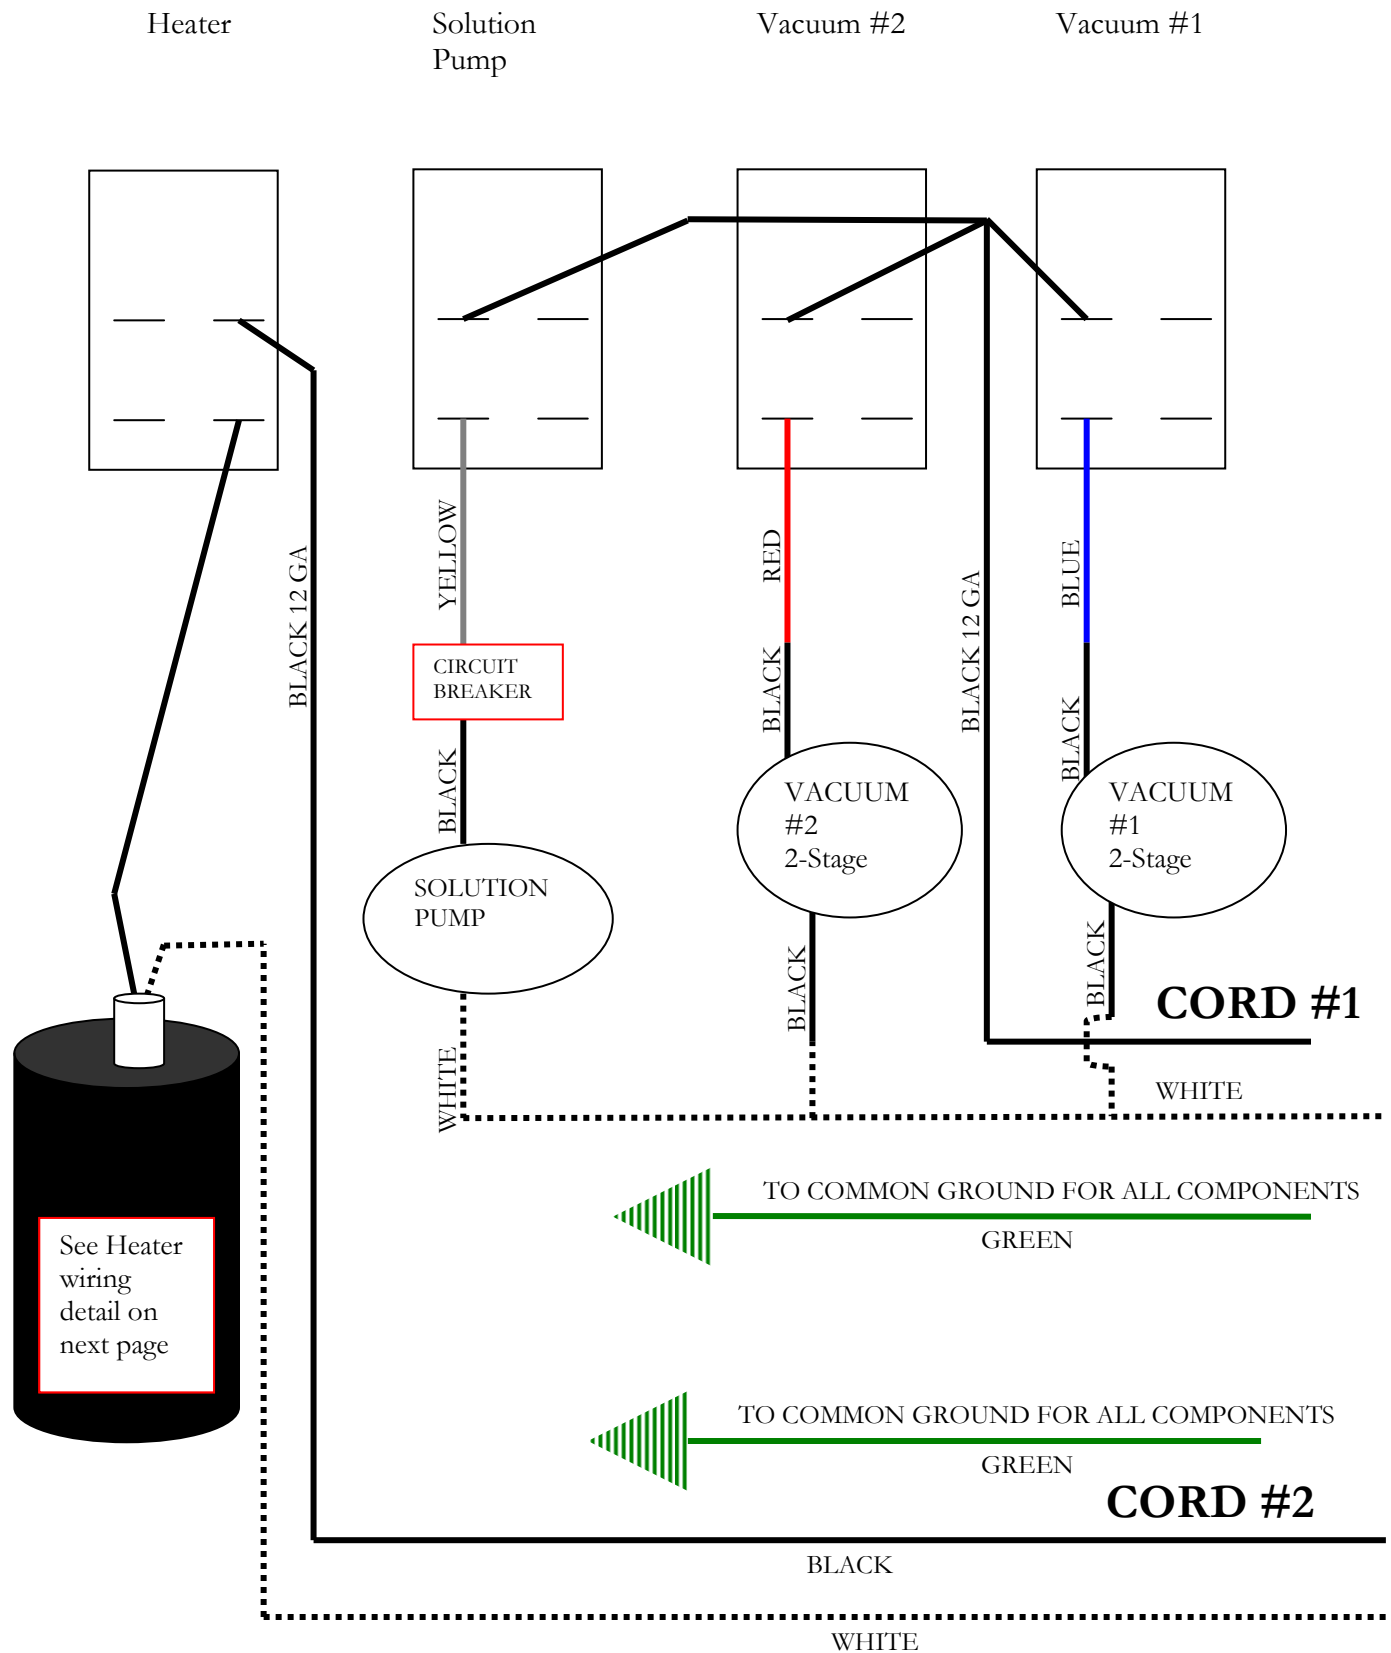 Heater
Solution
Pump
Vacuum #2
Vacuum #1
BLACK 12 GA
YELLOW
RED
BLACK 12 GA
BLUE
CIRCUIT
BREAKER
BLACK
BLACK
BLACK
VACUUM
#2
2-Stage
VACUUM
#1
2-Stage
SOLUTION
PUMP
BLACK
BLACK
CORD #1
WHITE
WHITE
TO COMMON GROUND FOR ALL COMPONENTS
GREEN
See Heater
wiring
detail on
next page
TO COMMON GROUND FOR ALL COMPONENTS
GREEN
CORD #2
BLACK
WHITE